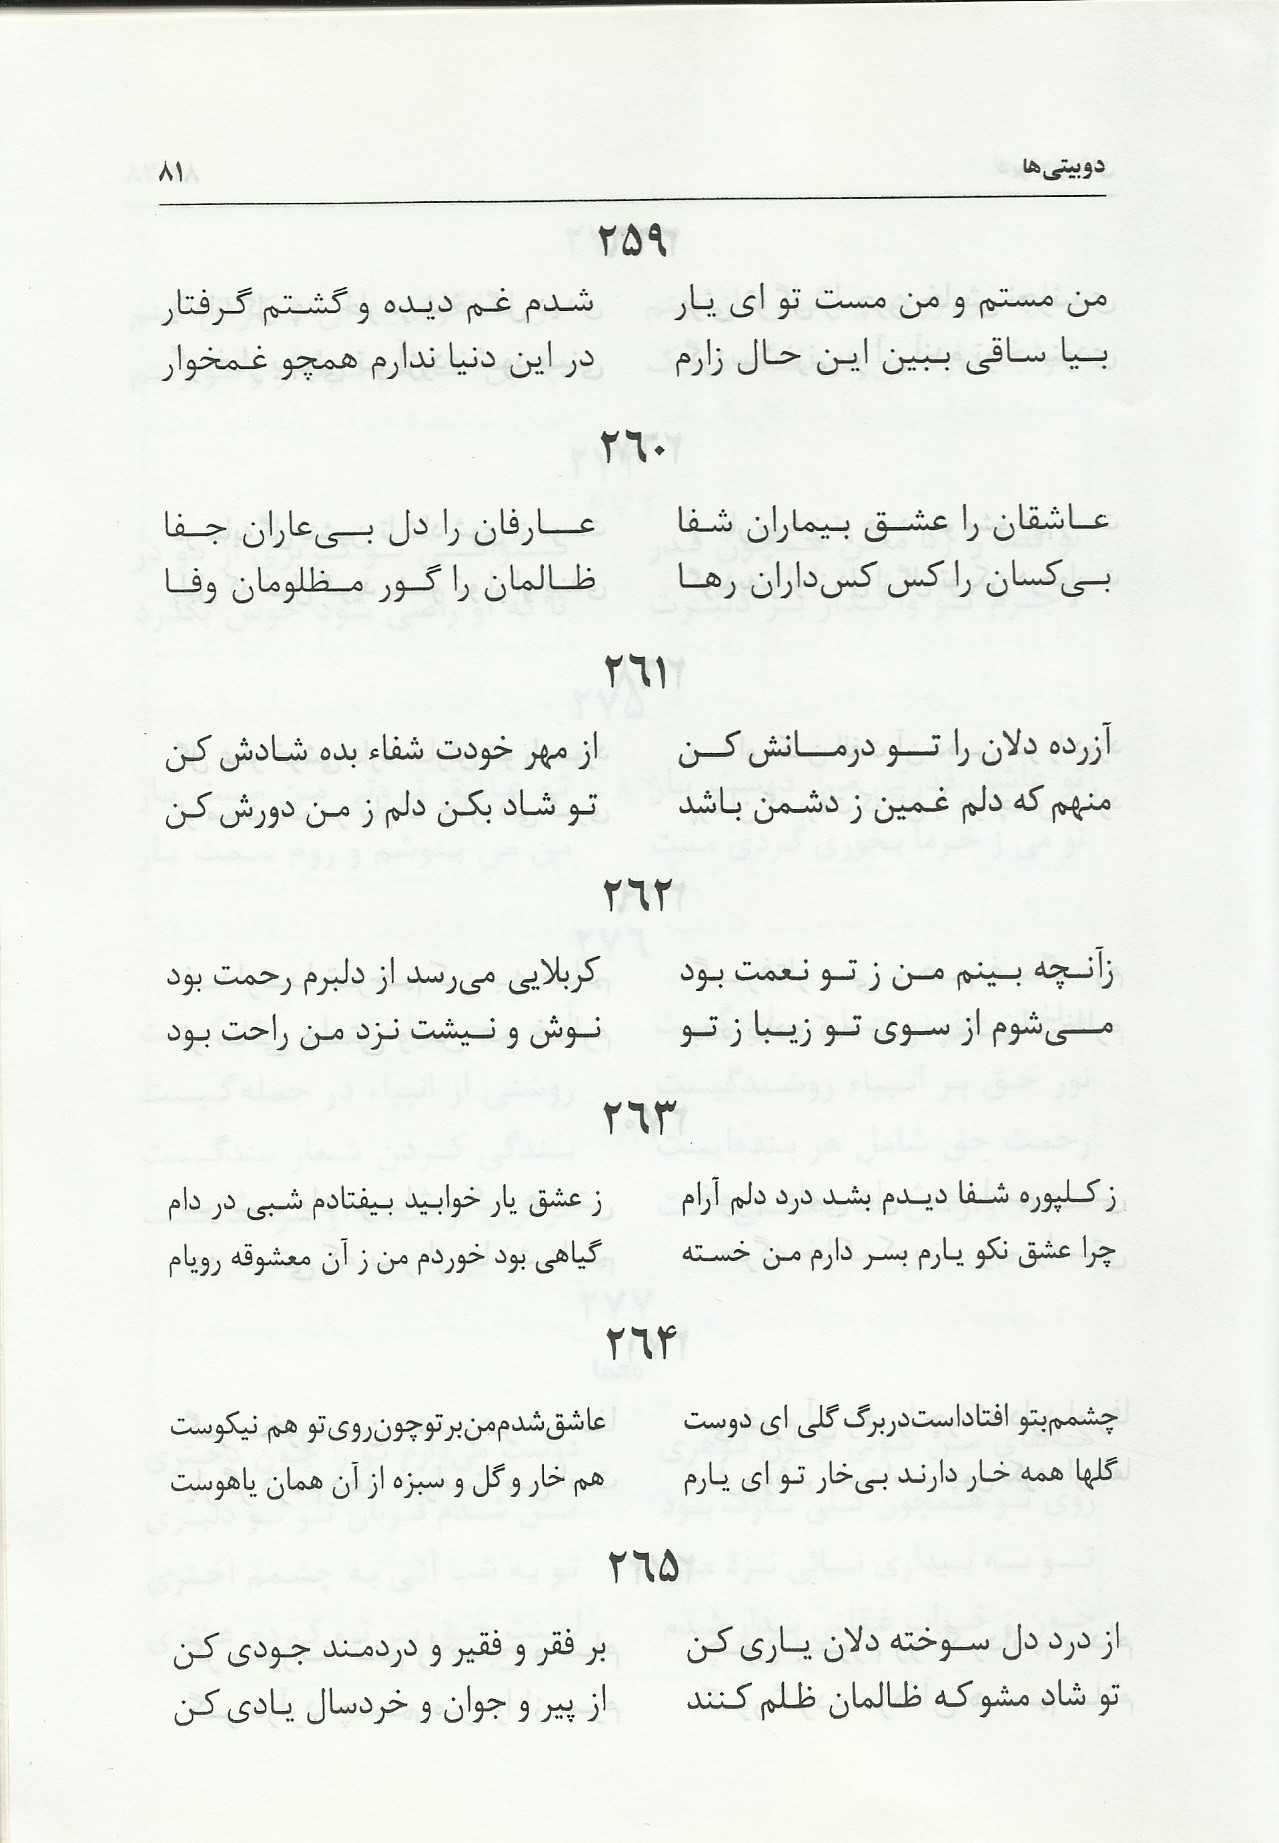 دوبیتی‌ها ۸۱
۲۵۹
من مستم و من مست تو ای یار شدم غم دیده و گشتم گرفتار
بیا ساقی ببین این حال زارم در این دنیا ندارم همچو غمخوار
۲۶۰
عاشقان را عشق بیماران شفا عارفان را دل بی‌عاران جفا
بی‌کسان را کس کس‌داران رها ظالمان را گور مظلومان وفا
۲۶۱
آزرده دلان را تو درمانش کن از مهر خودت شفاء بده شادش کن
منهم که دلم غمین ز دشمن باشد تو شاد بکن دلم ز من دورش کن
۲۶۲
زآنچه بینم من ز تو نعمت بود کربلایی می‌رسد از دلبرم رحمت بود
می‌شوم از سوی تو زیبا ز تو نوش و نیشت نزد من راحت بود
۲۶۳
ز کلپوره شفا دیدم بشد درد دلم آرام ز عشق یار خوابید بیفتادم شبی در دام
چرا عشق نکو یارم بسر دارم من خسته گیاهی بود خوردم من ز آن معشوقه رویام
۲۶۴
چشمم بتو افتاد است در برگ گلی ای دوست عاشق شدم من بر تو چون روی تو هم نیکوست
گلها همه خار دارند بی‌خار تو ای یارم هم خار و گل و سبزه از آن همان یاهوست
۲۶۵
از درد دل سوخته دلان یاری کن بر فقر و فقیر و دردمند جودی کن
تو شاد مشو که ظالمان ظلم کنند از پیر و جوان و خردسال یادی کن